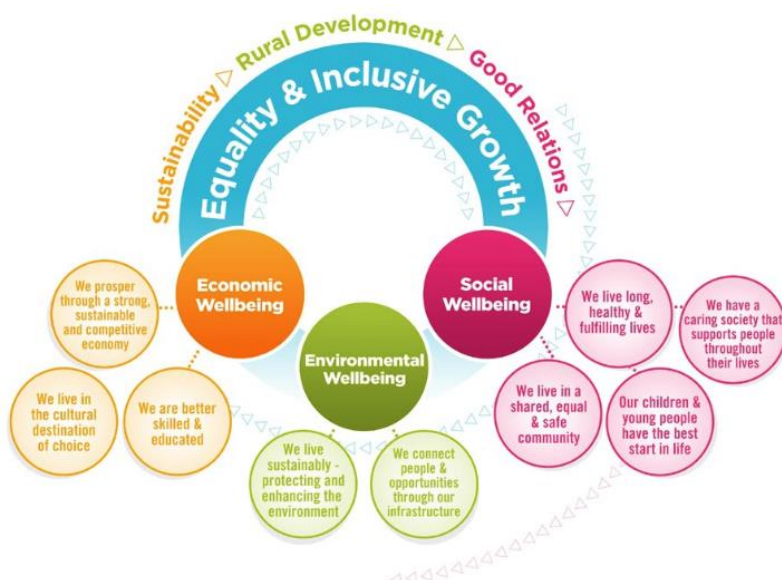 Sustainability
Rural Development
Good Relations
Equality & Inclusive Growth
Economic
Wellbeing
Environmental
Wellbeing
Social
Wellbeing
We prosper
through a strong,
sustainable
and competitive
economy
We live in
the cultural
destination
of choice
We are better
skilled &
educated
We live
sustainably -
protecting and
enhancing the
environment
We connect
people &
opportunities
through our
infrastructure
We live long,
healthy &
fulfilling lives
We have a
caring society that
supports people
throughout
their lives
We live in a
shared, equal
& safe
community
Our children &
young people
have the best
start in life